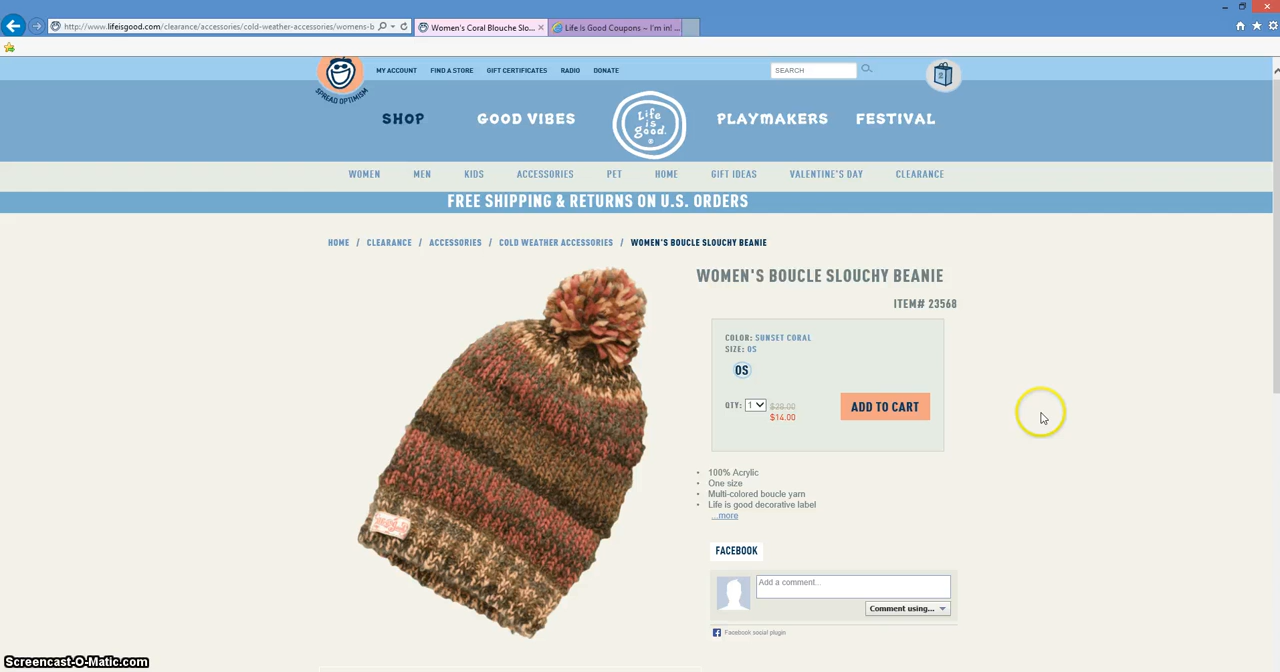 http://www.lifeisgood.com/clearance/accessories/cold-weather-accessories/womens-b
Women's Coral Blouche Slo...
Life Is Good Coupons – I'm in! ...
MY ACCOUNT FIND A STORE GIFT CERTIFICATES RADIO DONATE
SEARCH
2
SPREAD OPTIMISM
SHOP GOOD VIBES Life is good. ® PLAYMAKERS FESTIVAL
WOMEN MEN KIDS ACCESSORIES PET HOME GIFT IDEAS VALENTINE'S DAY CLEARANCE
FREE SHIPPING & RETURNS ON U.S. ORDERS
HOME / CLEARANCE / ACCESSORIES / COLD WEATHER ACCESSORIES / WOMEN'S BOUCLE SLOUCHY BEANIE
WOMEN'S BOUCLE SLOUCHY BEANIE
ITEM# 23568
COLOR: SUNSET CORAL
SIZE: OS
OS
QTY: 1 $38.00
$14.00
ADD TO CART
• 100% Acrylic
• One size
• Multi-colored boucle yarn
• Life is good decorative label
...more
FACEBOOK
Add a comment...
Comment using...
Facebook social plugin
Screencast-O-Matic.com